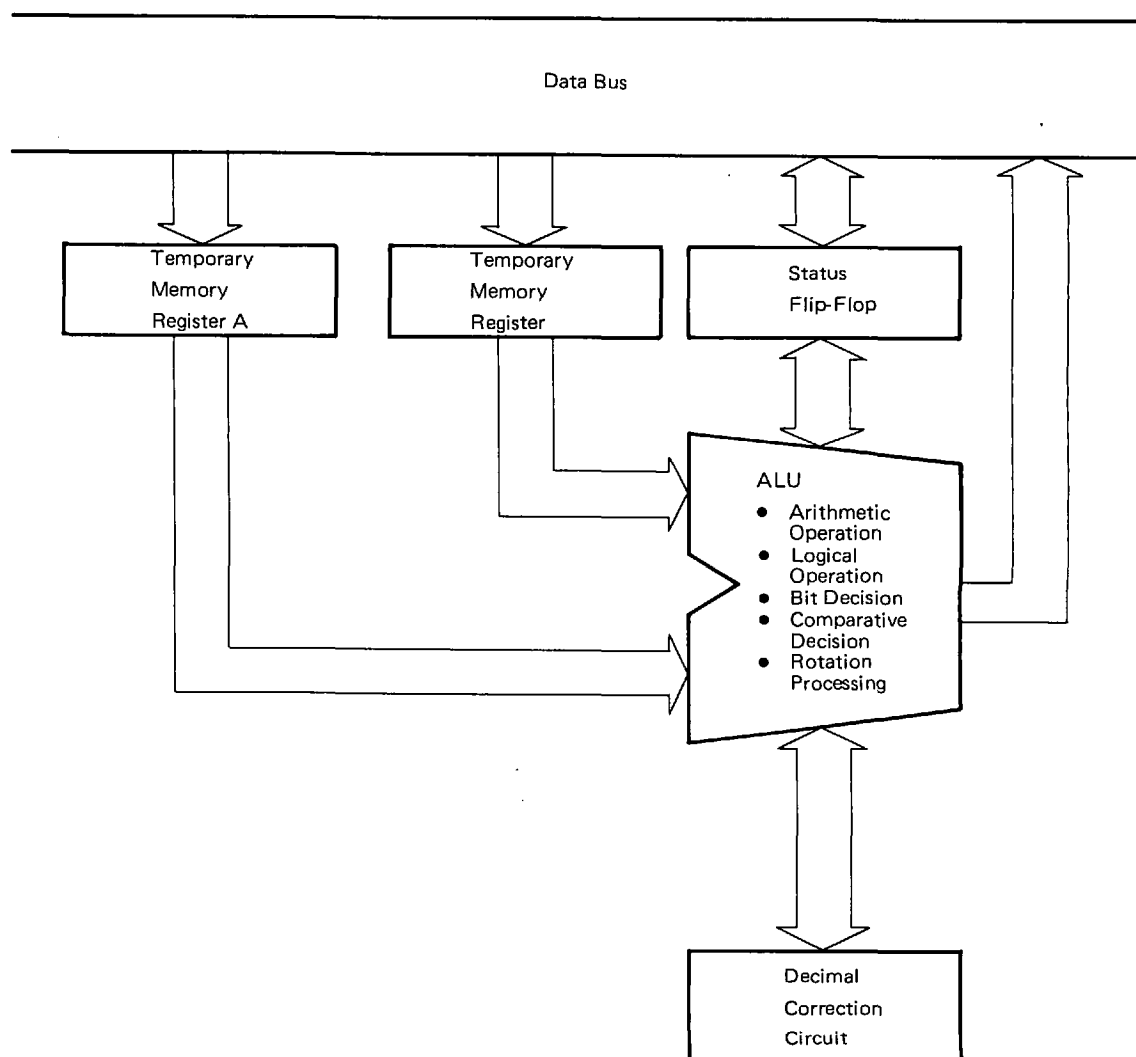 Data Bus
Temporary
Memory
Register A
Temporary
Memory
Register
Status
Flip-Flop
ALU
● Arithmetic
Operation
● Logical
Operation
● Bit Decision
● Comparative
Decision
● Rotation
Processing
Decimal
Correction
Circuit